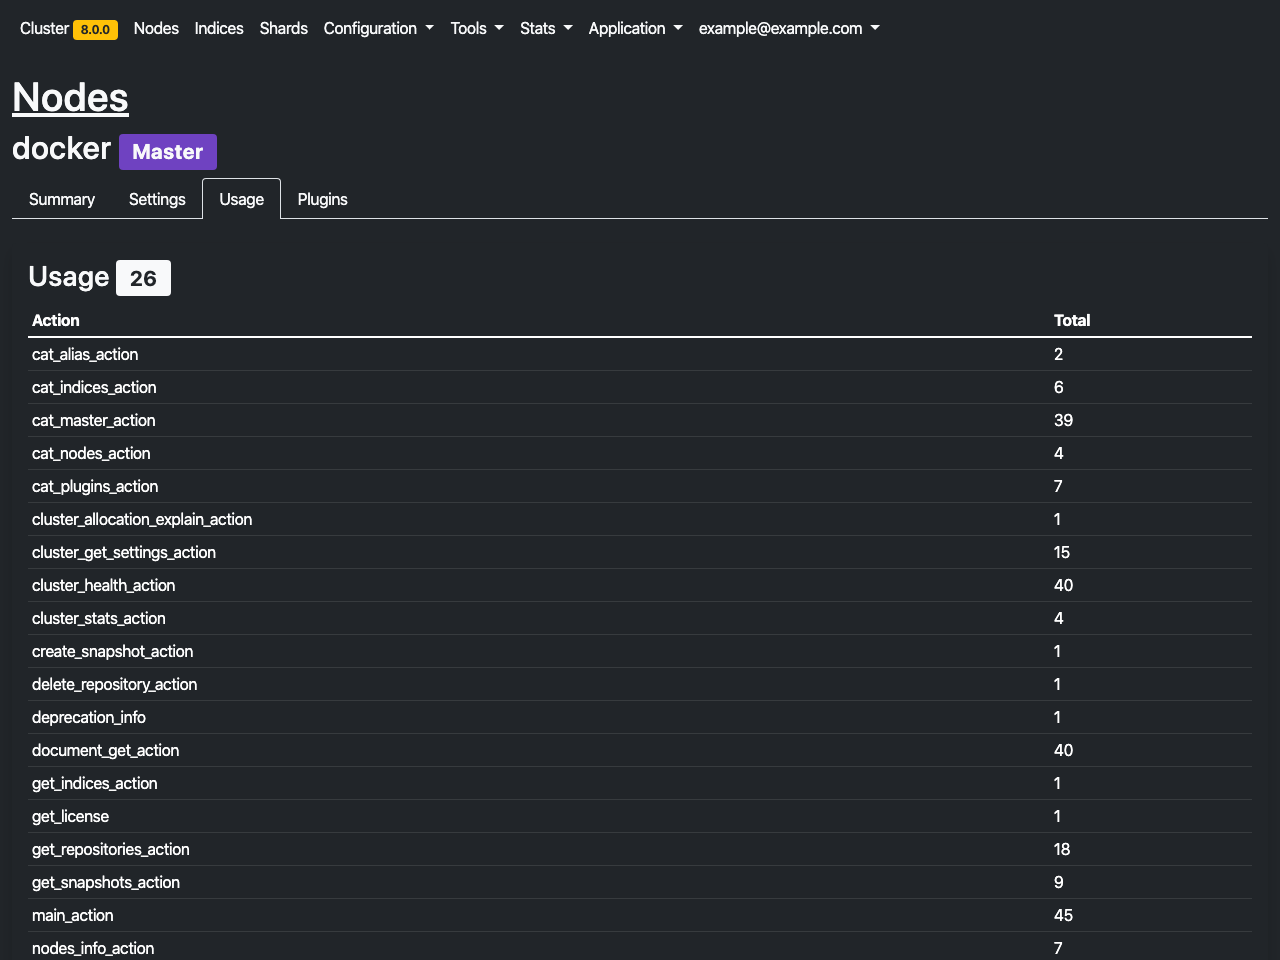 Cluster 8.0.0 Nodes Indices Shards Configuration Tools Stats Application example@example.com
Nodes
docker Master
Summary Settings Usage Plugins
Usage 26
Action Total
cat_alias_action 2
cat_indices_action 6
cat_master_action 39
cat_nodes_action 4
cat_plugins_action 7
cluster_allocation_explain_action 1
cluster_get_settings_action 15
cluster_health_action 40
cluster_stats_action 4
create_snapshot_action 1
delete_repository_action 1
deprecation_info 1
document_get_action 40
get_indices_action 1
get_license 1
get_repositories_action 18
get_snapshots_action 9
main_action 45
nodes_info_action 7